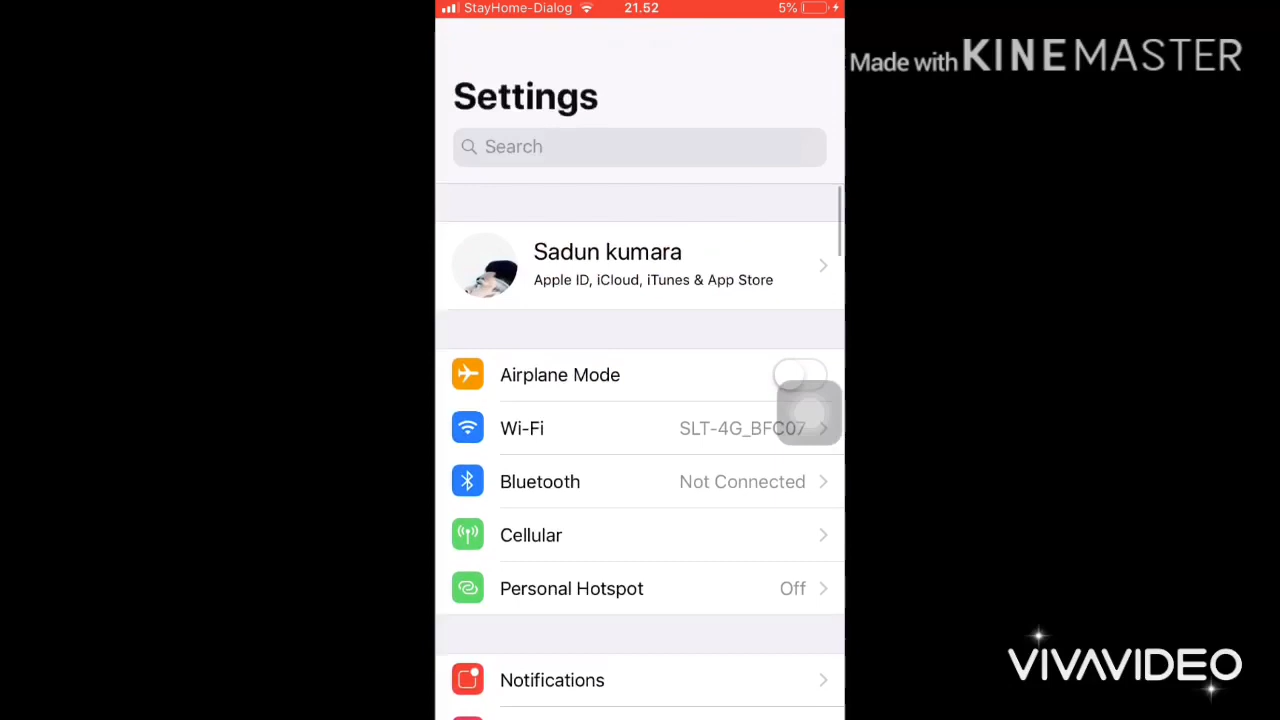 StayHome-Dialog 21.52 5%
Made with KINEMASTER
Settings
Search
Sadun kumara
Apple ID, iCloud, iTunes & App Store
Airplane Mode
Wi-Fi SLT-4G_BFC07
Bluetooth Not Connected
Cellular
Personal Hotspot Off
Notifications
VIVAVIDEO